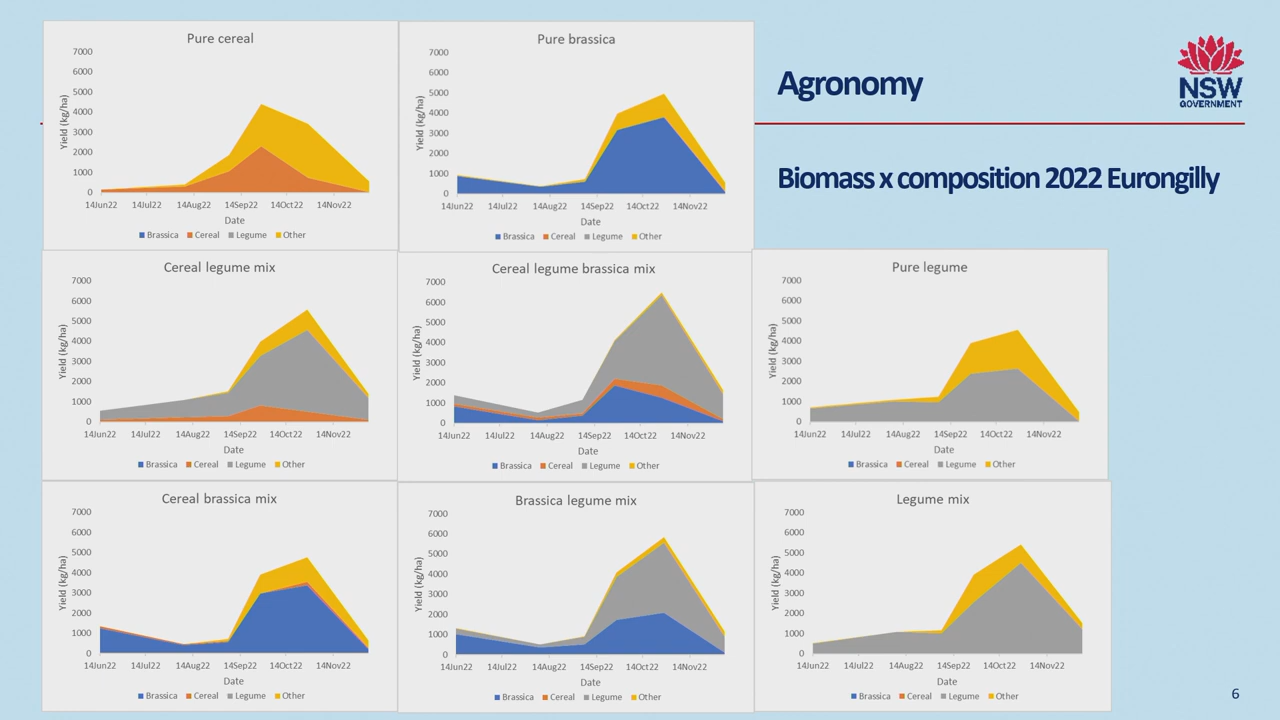 Agronomy
NSW
GOVERNMENT
Biomass x composition 2022 Eurongilly
Pure cereal
7000
6000
5000
4000
3000
2000
1000
0
Yield (kg/ha)
14Jun22 14Jul22 14Aug22 14Sep22 14Oct22 14Nov22
Date
Brassica Cereal Legume Other
Pure brassica
7000
6000
5000
4000
3000
2000
1000
0
Yield (kg/ha)
14Jun22 14Jul22 14Aug22 14Sep22 14Oct22 14Nov22
Date
Brassica Cereal Legume Other
Cereal legume mix
7000
6000
5000
4000
3000
2000
1000
0
Yield (kg/ha)
14Jun22 14Jul22 14Aug22 14Sep22 14Oct22 14Nov22
Date
Brassica Cereal Legume Other
Cereal legume brassica mix
7000
6000
5000
4000
3000
2000
1000
0
Yield (kg/ha)
14Jun22 14Jul22 14Aug22 14Sep22 14Oct22 14Nov22
Date
Brassica Cereal Legume Other
Pure legume
7000
6000
5000
4000
3000
2000
1000
0
Yield (kg/ha)
14Jun22 14Jul22 14Aug22 14Sep22 14Oct22 14Nov22
Date
Brassica Cereal Legume Other
Cereal brassica mix
7000
6000
5000
4000
3000
2000
1000
0
Yield (kg/ha)
14Jun22 14Jul22 14Aug22 14Sep22 14Oct22 14Nov22
Date
Brassica Cereal Legume Other
Brassica legume mix
7000
6000
5000
4000
3000
2000
1000
0
Yield (kg/ha)
14Jun22 14Jul22 14Aug22 14Sep22 14Oct22 14Nov22
Date
Brassica Cereal Legume Other
Legume mix
7000
6000
5000
4000
3000
2000
1000
0
Yield (kg/ha)
14Jun22 14Jul22 14Aug22 14Sep22 14Oct22 14Nov22
Date
Brassica Cereal Legume Other
6